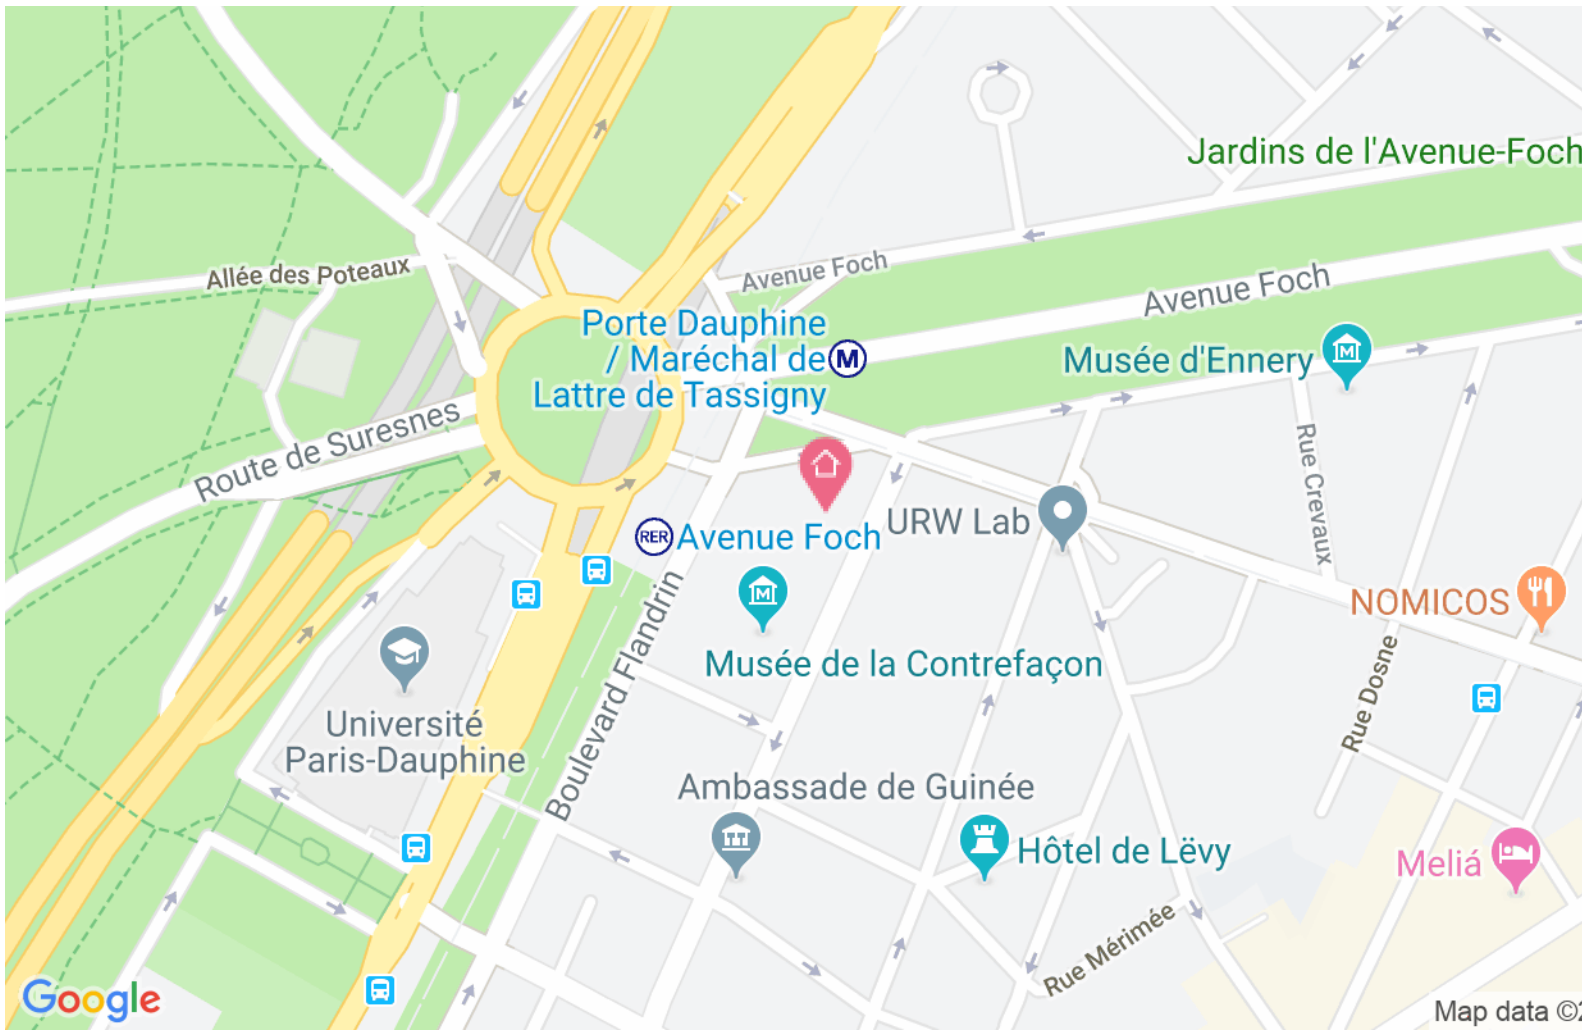 Jardins de l'Avenue-Foch
Allée des Poteaux
Avenue Foch
Avenue Foch
Porte Dauphine
/ Maréchal de
Lattre de Tassigny
M
Musée d'Ennery
M
Route de Suresnes
Rue Crevaux
RER
Avenue Foch
URW Lab
M
Musée de la Contrefaçon
NOMICOS
Boulevard Flandrin
Rue Dosne
Université
Paris-Dauphine
Ambassade de Guinée
Hôtel de Lëvy
Meliá
Rue Mérimée
Google
Map data ©2